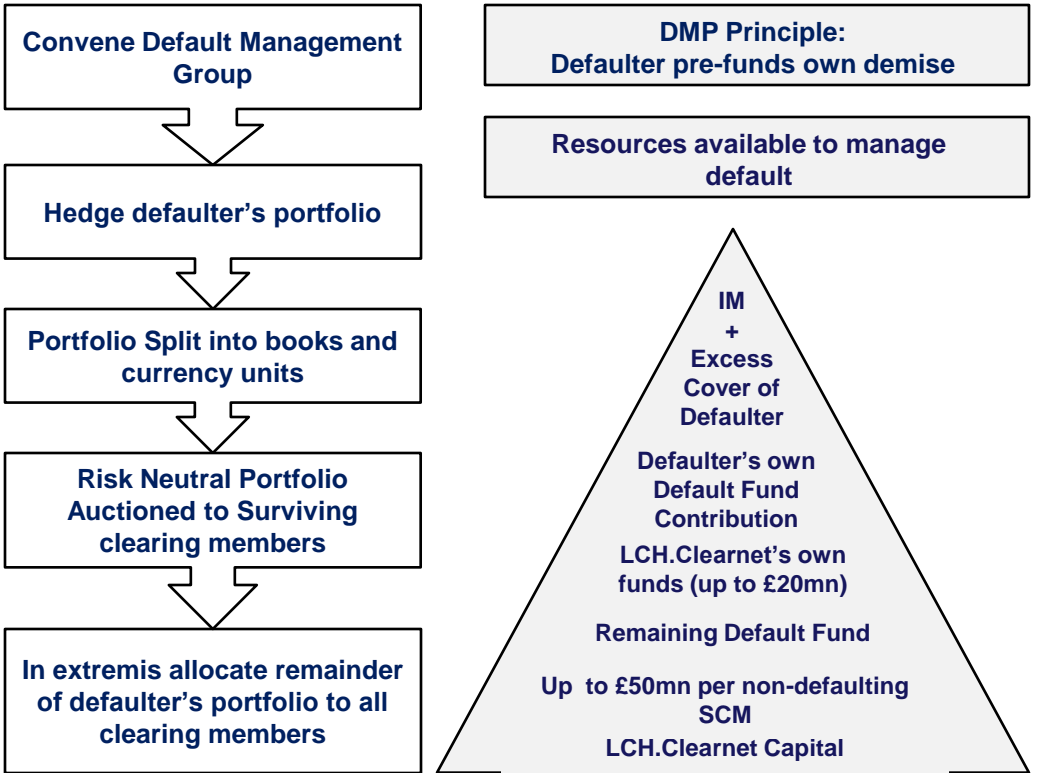 Convene Default Management
Group
Hedge defaulter's portfolio
Portfolio Split into books and
currency units
Risk Neutral Portfolio
Auctioned to Surviving
clearing members
In extremis allocate remainder
of defaulter's portfolio to all
clearing members
DMP Principle:
Defaulter pre-funds own demise
Resources available to manage
default
IM
+
Excess
Cover of
Defaulter
Defaulter's own
Default Fund
Contribution
LCH.Clearnet's own
funds (up to £20mn)
Remaining Default Fund
Up to £50mn per non-defaulting
SCM
LCH.Clearnet Capital